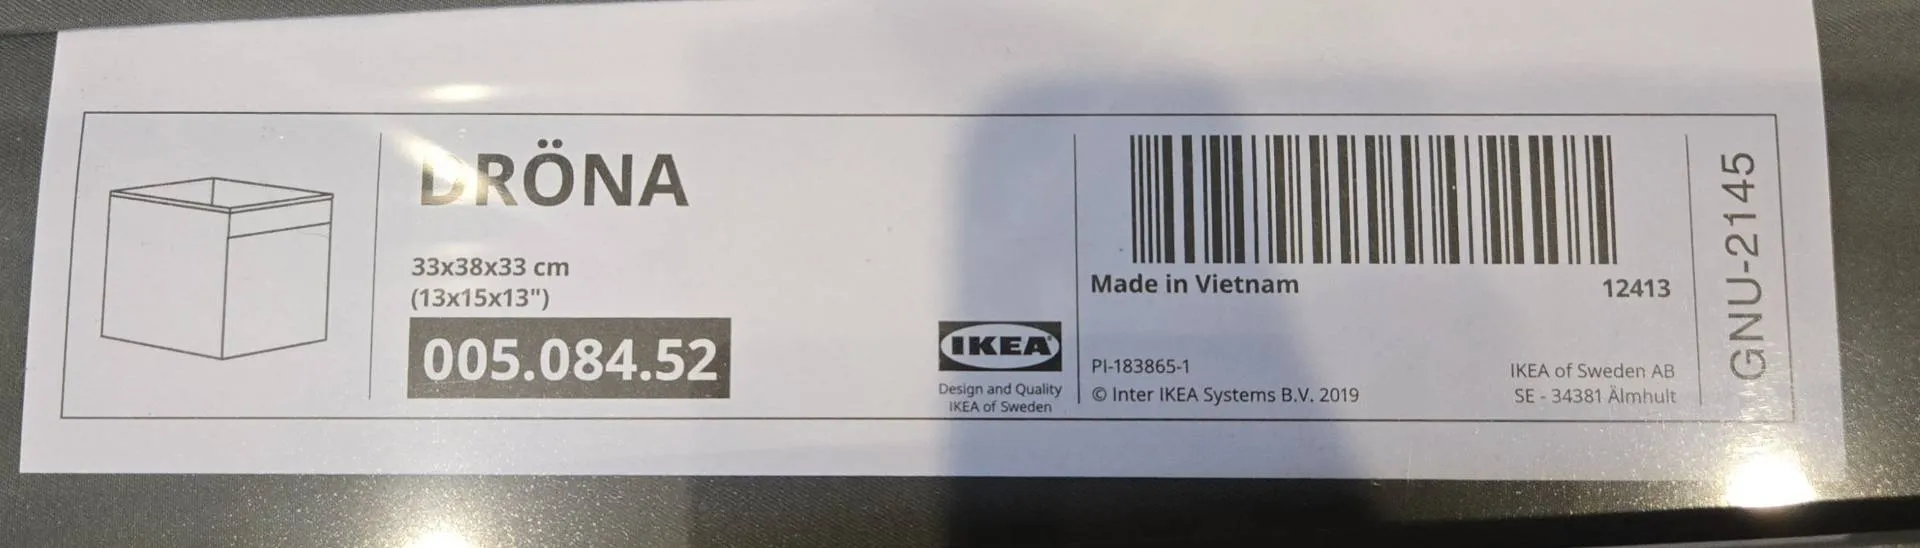 DRÖNA
33x38x33 cm
(13x15x13")
005.084.52
IKEA
Design and Quality
IKEA of Sweden
Made in Vietnam
12413
PI-183865-1
© Inter IKEA Systems B.V. 2019
IKEA of Sweden AB
SE - 34381 Älmhult
GNU-2145